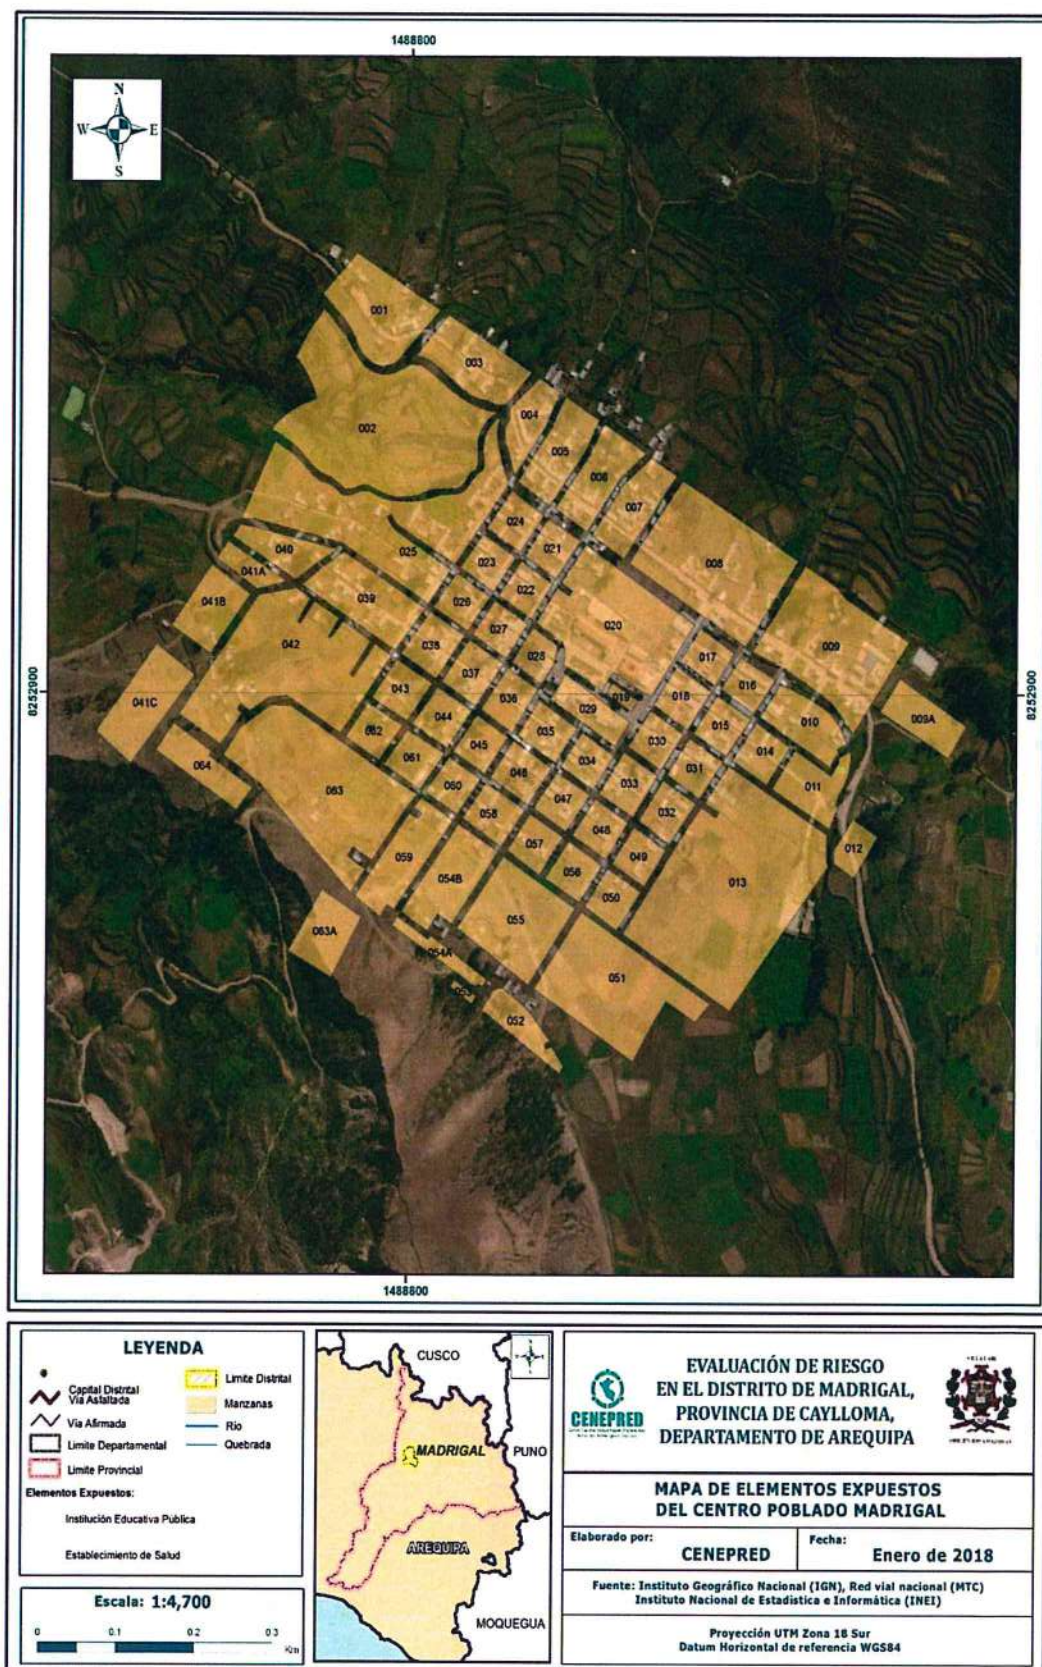 1488800
N
W E
S
001
003
002
004
005
006
007
024
021
008
040
025
023
041A
022
039
026
041B
020
027
042
038
028
017
009
037
016
8252900
8252900
041C
043
036
019
018
029
010
009A
044
062
035
015
030
014
061
045
034
031
064
046
011
063
060
033
047
058
032
048
012
059
057
049
054B
056
013
050
055
063A
054A
051
053
052
1488800
LEYENDA
Capital Distrital
Vía Asfaltada
Vía Afirmada
Limite Departamental
Limite Provincial
Limite Distrital
Manzanas
Río
Quebrada
Elementos Expuestos:
Institución Educativa Publica
Establecimiento de Salud
Escala: 1:4,700
0 0.1 0.2 0.3
Km
CUSCO
MADRIGAL
PUNO
AREQUIPA
MOQUEGUA
CENEPRED
EVALUACIÓN DE RIESGO
EN EL DISTRITO DE MADRIGAL,
PROVINCIA DE CAYLLOMA,
DEPARTAMENTO DE AREQUIPA
MAPA DE ELEMENTOS EXPUESTOS
DEL CENTRO POBLADO MADRIGAL
Elaborado por:
CENEPRED
Fecha:
Enero de 2018
Fuente: Instituto Geográfico Nacional (IGN), Red vial nacional (MTC)
Instituto Nacional de Estadistica e Informática (INEI)
Proyección UTM Zona 18 Sur
Datum Horizontal de referencia WGS84